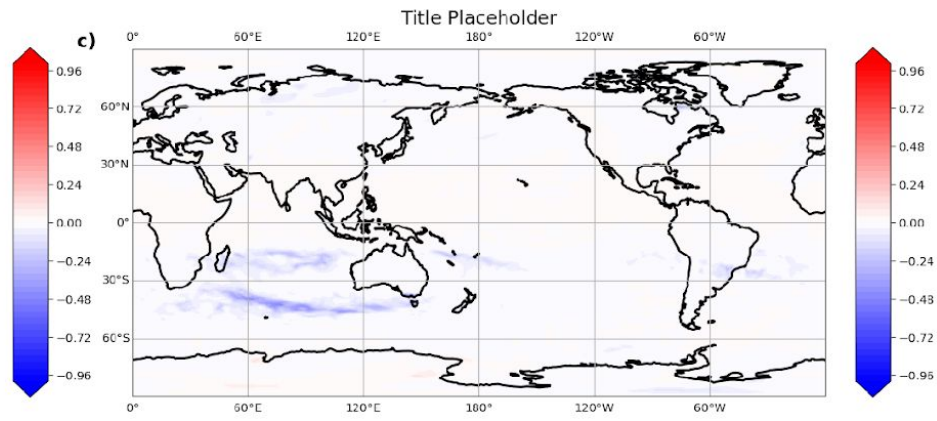 Title Placeholder
c)
0° 60°E 120°E 180° 120°W 60°W
0.96 0.96
0.72 0.72
60°N
0.48 0.48
30°N
0.24 0.24
0.00 0° 0.00
−0.24 −0.24
30°S
−0.48 −0.48
−0.72 60°S −0.72
−0.96 −0.96
0° 60°E 120°E 180° 120°W 60°W